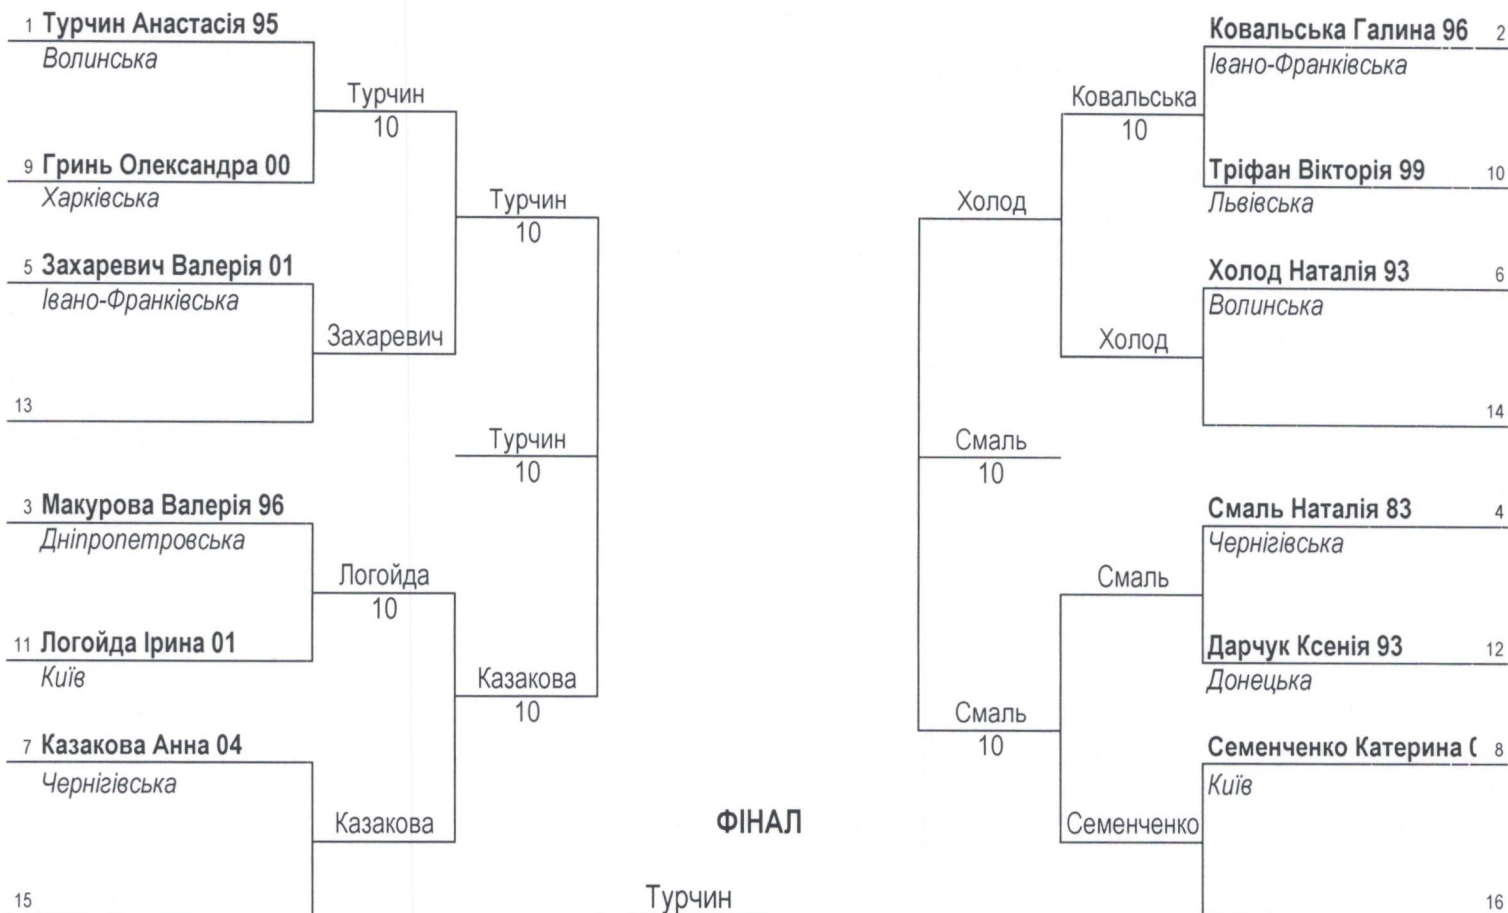 1 Турчин Анастасія 95
Волинська
Турчин
10
9 Гринь Олександра 00
Харківська
Турчин
10
5 Захаревич Валерія 01
Івано-Франківська
Захаревич
13
Турчин
10
3 Макурова Валерія 96
Дніпропетровська
Логойда
10
11 Логойда Ірина 01
Київ
Казакова
10
7 Казакова Анна 04
Чернігівська
Казакова
15
Ковальська Галина 96 2
Івано-Франківська
Ковальська
10
Тріфан Вікторія 99 10
Львівська
Холод
Холод Наталія 93 6
Волинська
Холод
14
Смаль
10
Смаль Наталія 83 4
Чернігівська
Смаль
Дарчук Ксенія 93 12
Донецька
Смаль
10
Семенченко Катерина 8
Київ
Семенченко
16
ФІНАЛ
Турчин